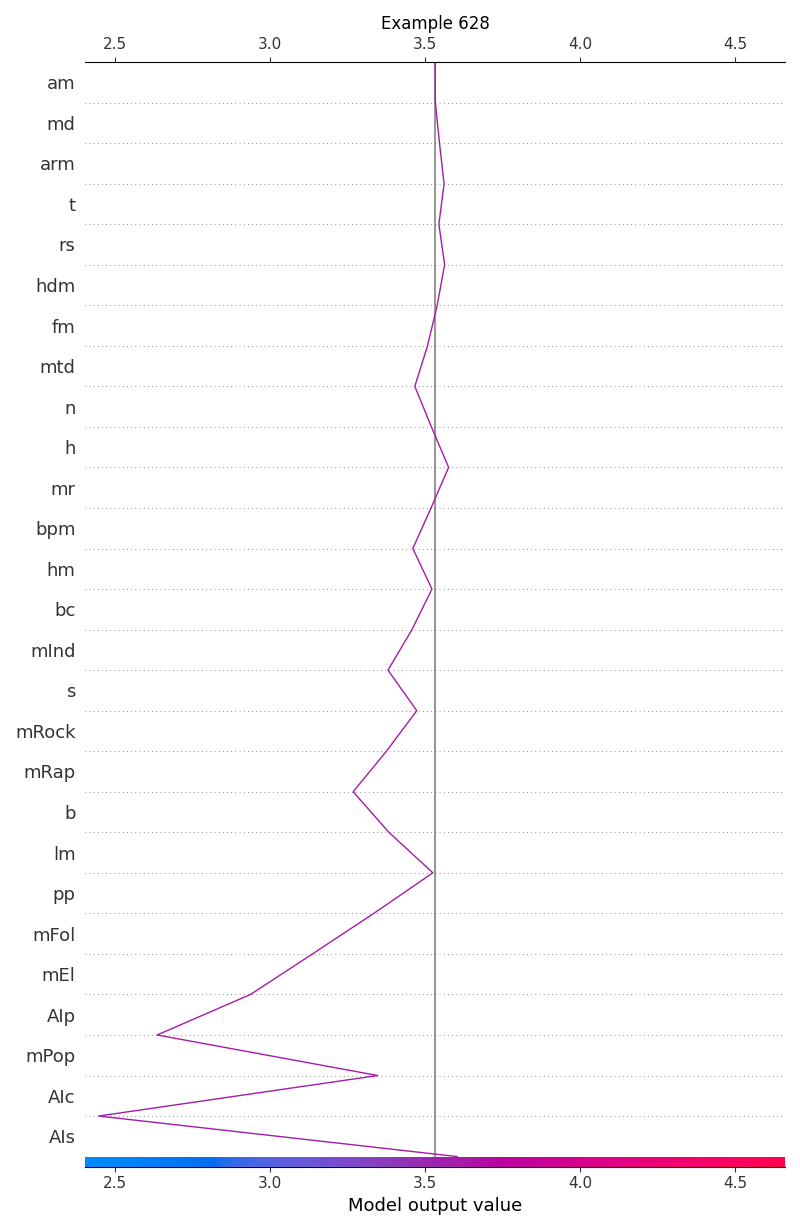 Example 628
2.5 3.0 3.5 4.0 4.5
am
md
arm
t
rs
hdm
fm
mtd
n
h
mr
bpm
hm
bc
mInd
s
mRock
mRap
b
lm
pp
mFol
mEl
AIp
mPop
AIc
AIs
2.5 3.0 3.5 4.0 4.5
Model output value